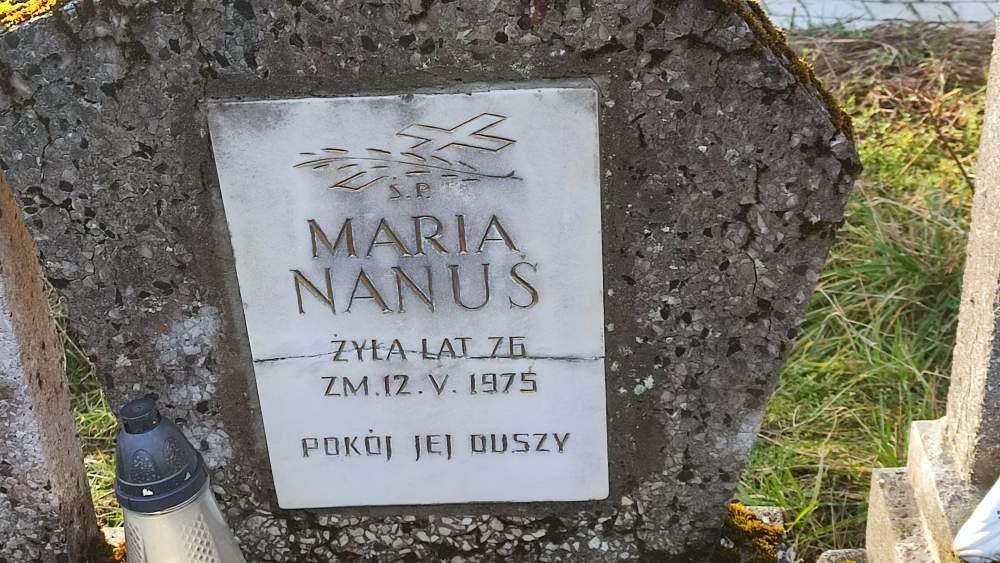 Ś.P.
MARIA
NANUŚ
ŻYŁA LAT 76
ZM. 12. V. 1975
POKÓJ JEJ DUSZY